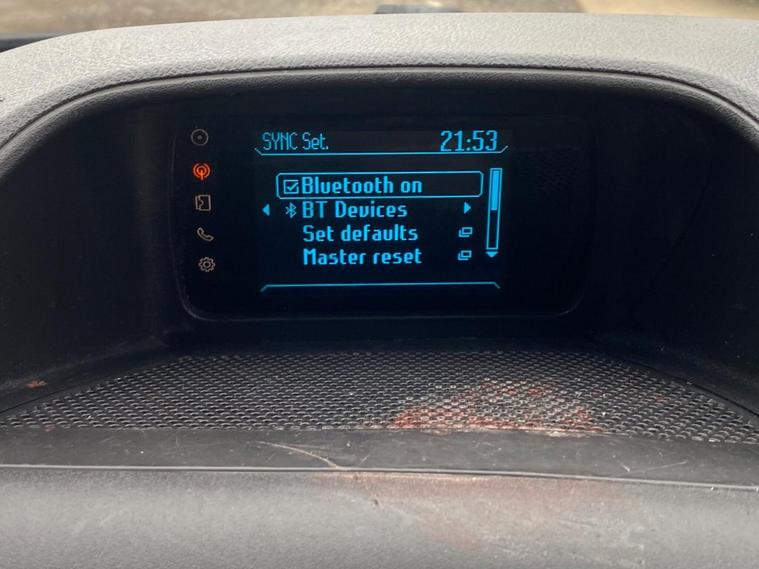 SYNC Set. 21:53
Bluetooth on
BT Devices
Set defaults
Master reset